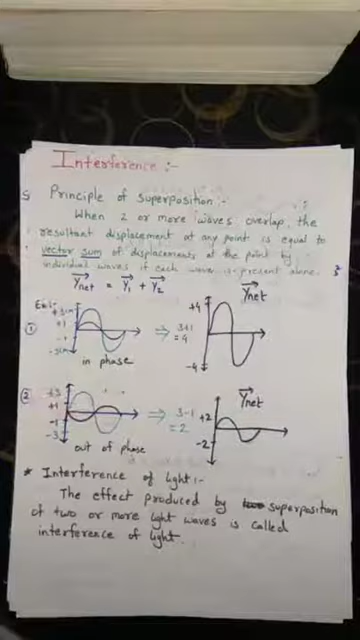 Interference :-
Principle of Superposition :-
When 2 or more waves overlap, the
resultant displacement at any point is equal to
vector sum of displacements at the point by
individual waves if each wave is present alone.
Ynet = Y1 + Y2
Ex:-
Ynet
① +3cm +1 -1 -3cm ⇒ 3+1 = 4 +4 -4
in phase
Ynet
② +3 +1 -1 -3 ⇒ 3-1 = 2 +2 -2
out of phase
* Interference of light :-
The effect produced by superposition
of two or more light waves is called
interference of light.